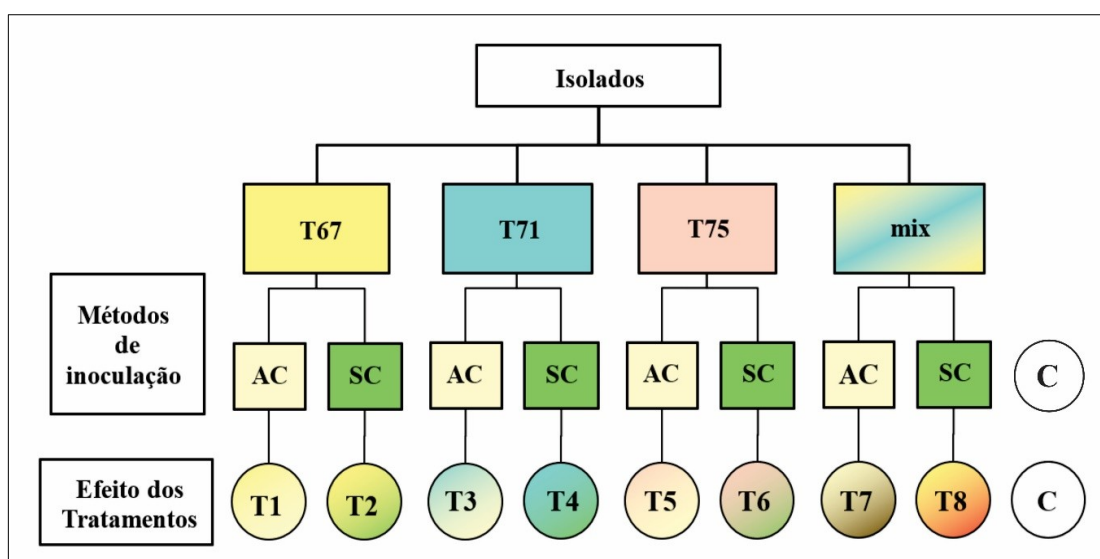 Isolados
T67 T71 T75 mix
Métodos
de
inoculação
AC SC AC SC AC SC AC SC C
Efeito dos
Tratamentos
T1 T2 T3 T4 T5 T6 T7 T8 C